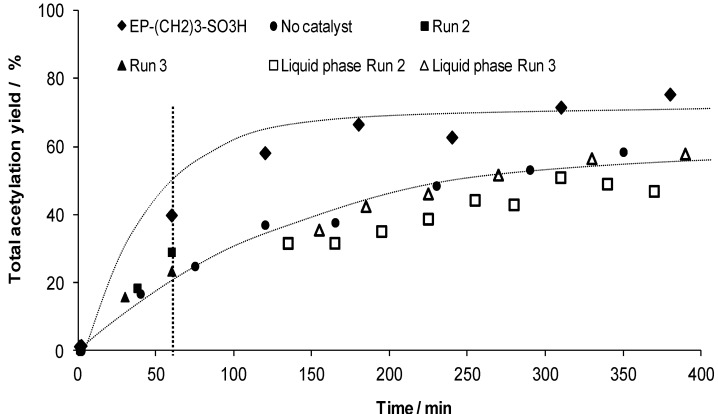 100
EP-(CH2)3-SO3H
No catalyst
Run 2
Run 3
Liquid phase Run 2
Liquid phase Run 3
80
60
40
20
0
Total acetylation yield / %
0 50 100 150 200 250 300 350 400
Time / min